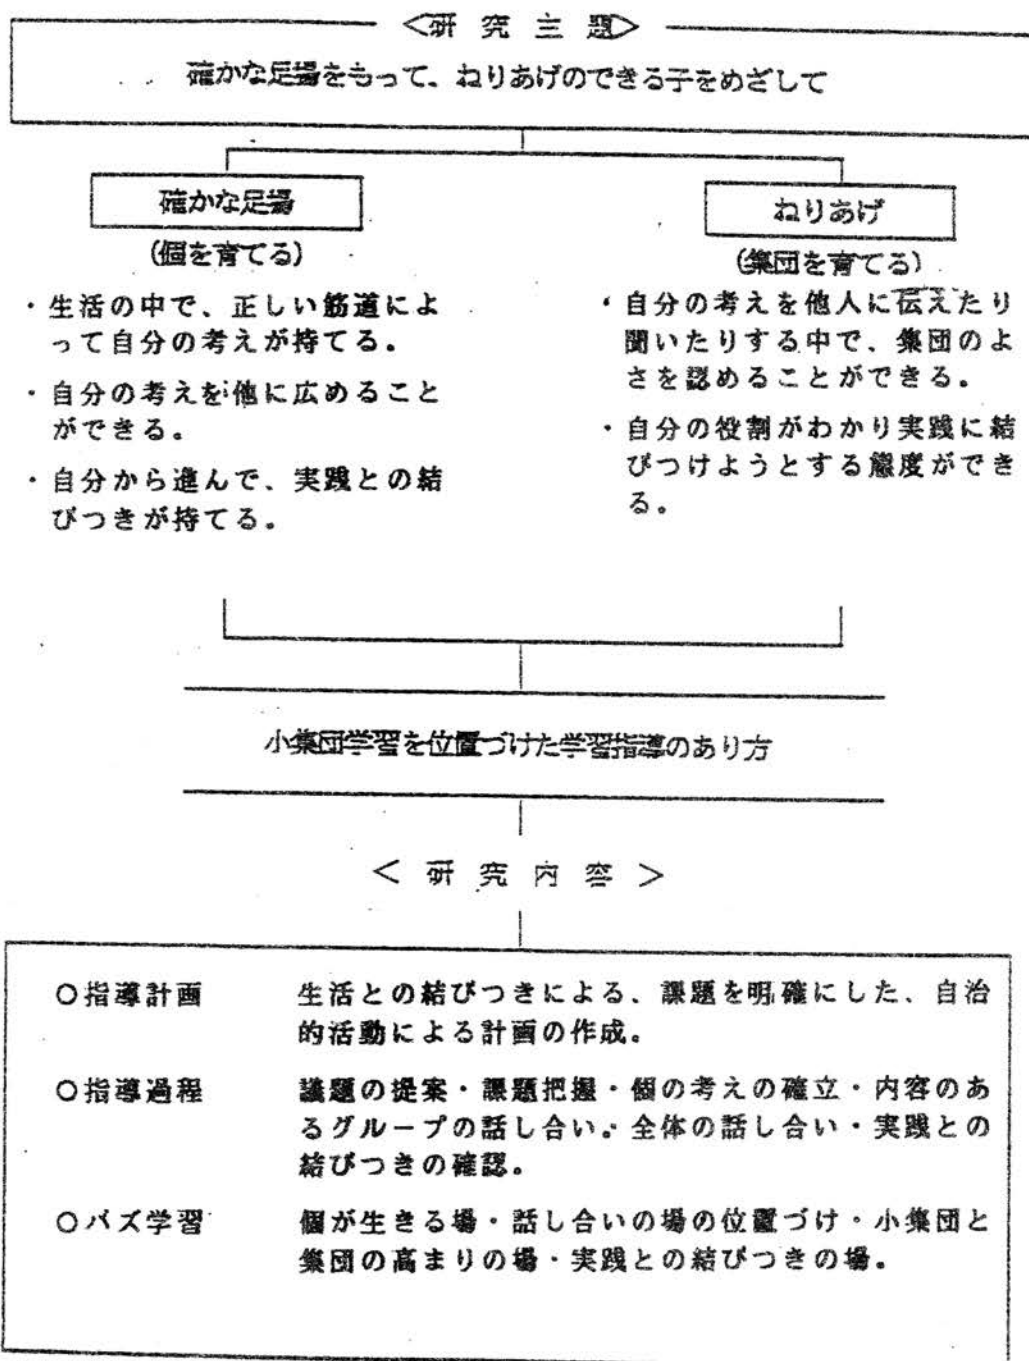 <研究主題>
確かな足場をもって、ねりあげのできる子をめざして
確かな足場
(個を育てる)
・生活の中で、正しい筋道によ
って自分の考えが持てる。
・自分の考えを他に広めること
ができる。
・自分から進んで、実践との結
びつきが持てる。
ねりあげ
(集団を育てる)
・自分の考えを他人に伝えたり
聞いたりする中で、集団のよ
さを認めることができる。
・自分の役割がわかり実践に結
びつけようとする態度ができ
る。
小集団学習を位置づけた学習指導のあり方
<研究内容>
○指導計画 生活との結びつきによる、課題を明確にした、自治
的活動による計画の作成。
○指導過程 議題の提案・課題把握・個の考えの確立・内容のあ
るグループの話し合い・全体の話し合い・実践との
結びつきの確認。
○バズ学習 個が生きる場・話し合いの場の位置づけ・小集団と
集団の高まりの場・実践との結びつきの場。